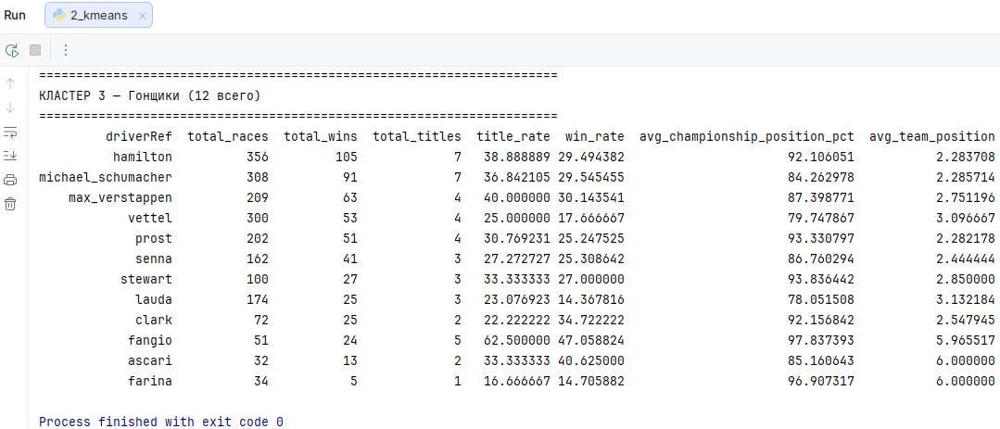 Run 2_kmeans ×
======================================================================
КЛАСТЕР 3 — Гонщики (12 всего)
======================================================================
driverRef total_races total_wins total_titles title_rate win_rate avg_championship_position_pct avg_team_position
hamilton 356 105 7 38.888889 29.494382 92.106051 2.283708
michael_schumacher 308 91 7 36.842105 29.545455 84.262978 2.285714
max_verstappen 209 63 4 40.000000 30.143541 87.398771 2.751196
vettel 300 53 4 25.000000 17.666667 79.747867 3.096667
prost 202 51 4 30.769231 25.247525 93.330797 2.282178
senna 162 41 3 27.272727 25.308642 86.760294 2.444444
stewart 100 27 3 33.333333 27.000000 93.836442 2.850000
lauda 174 25 3 23.076923 14.367816 78.051508 3.132184
clark 72 25 2 22.222222 34.722222 92.156842 2.547945
fangio 51 24 5 62.500000 47.058824 97.837393 5.965517
ascari 32 13 2 33.333333 40.625000 85.160643 6.000000
farina 34 5 1 16.666667 14.705882 96.907317 6.000000
Process finished with exit code 0